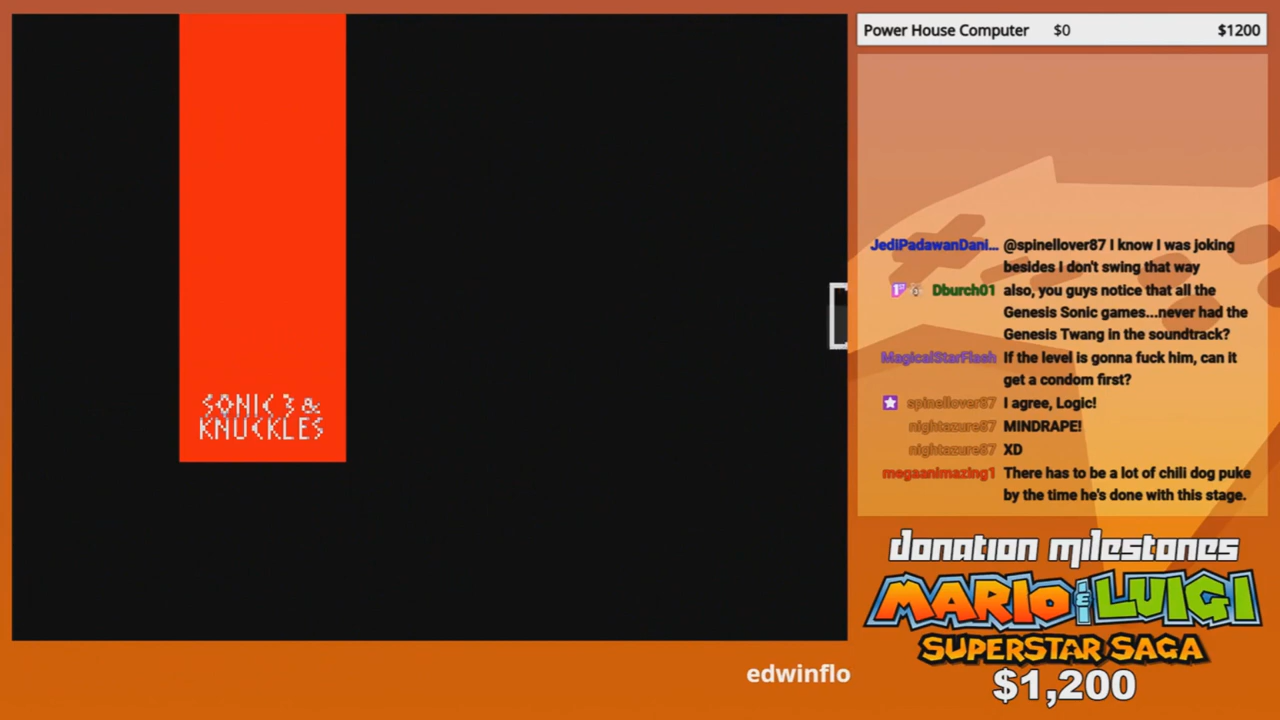 SONIC 3 &
KNUCKLES
Power House Computer $0 $1200
JediPadawanDani... @spinellover87 I know I was joking
besides I don't swing that way
Dburch01 also, you guys notice that all the
Genesis Sonic games...never had the
Genesis Twang in the soundtrack?
MagicalStarFlash If the level is gonna fuck him, can it
get a condom first?
spinellover87 I agree, Logic!
nightazure87 MINDRAPE!
nightazure87 XD
megaanimazing1 There has to be a lot of chili dog puke
by the time he's done with this stage.
donation milestones
MARIO & LUIGI
SUPERSTAR SAGA
$1,200
edwinflo